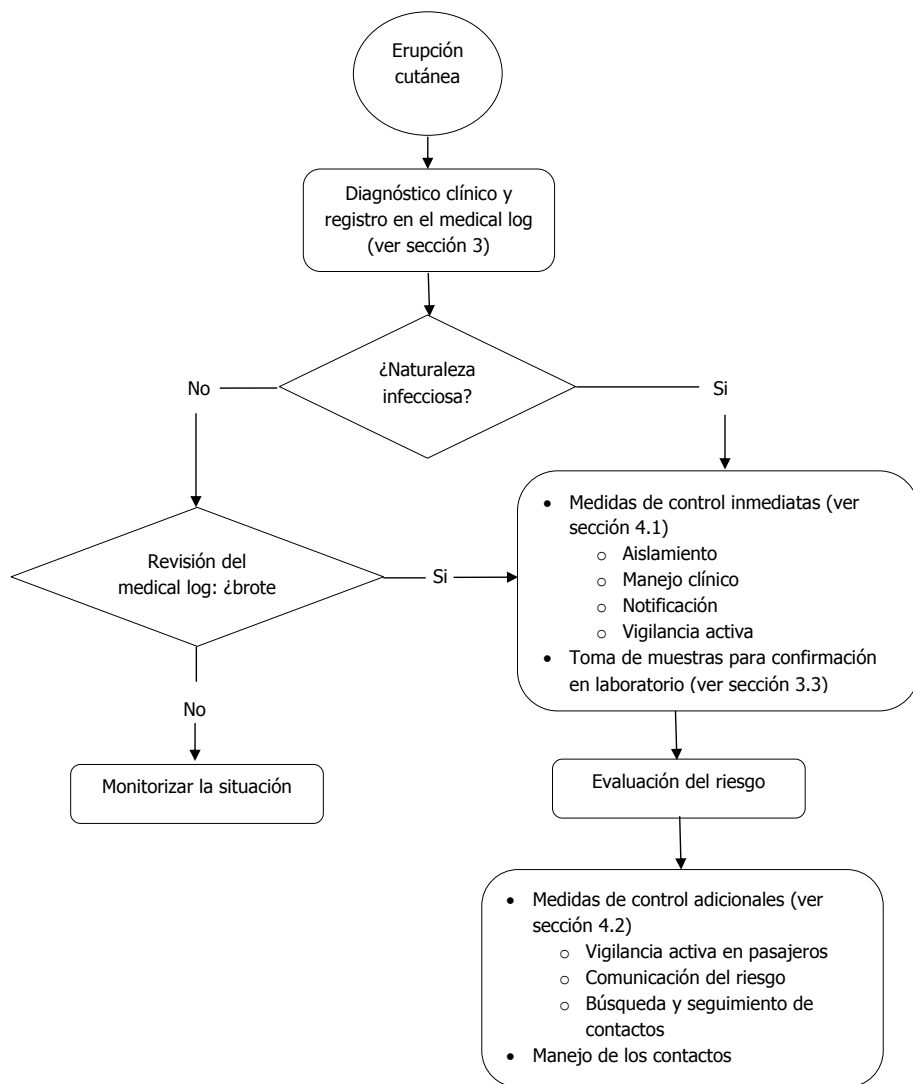 Erupción
cutánea
Diagnóstico clínico y
registro en el medical log
(ver sección 3)
¿Naturaleza
infecciosa?
No
Si
• Medidas de control inmediatas (ver
sección 4.1)
o Aislamiento
o Manejo clínico
o Notificación
o Vigilancia activa
• Toma de muestras para confirmación
en laboratorio (ver sección 3.3)
Revisión del
medical log: ¿brote
Si
No
Monitorizar la situación
Evaluación del riesgo
• Medidas de control adicionales (ver
sección 4.2)
o Vigilancia activa en pasajeros
o Comunicación del riesgo
o Búsqueda y seguimiento de
contactos
• Manejo de los contactos